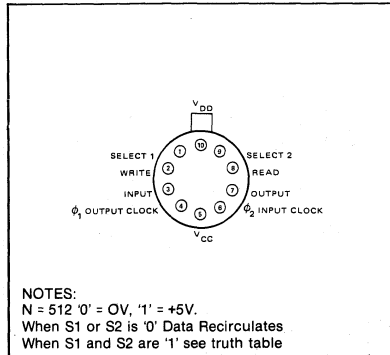 VDD
10
1 9
SELECT 1 SELECT 2
2 8
WRITE READ
3 7
INPUT OUTPUT
4 6
ϕ1 OUTPUT CLOCK ϕ2 INPUT CLOCK
5
VCC
NOTES:
N = 512 '0' = OV, '1' = +5V.
When S1 or S2 is '0' Data Recirculates
When S1 and S2 are '1' see truth table